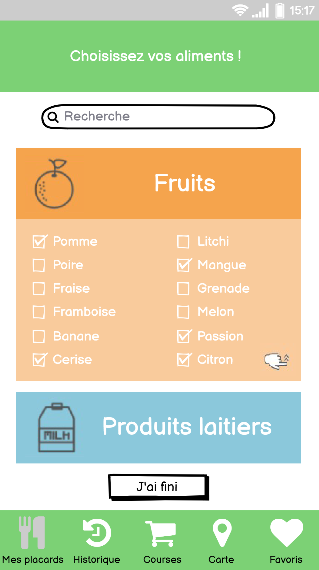 15:17
Choisissez vos aliments !
Recherche
Fruits
Pomme
Litchi
Poire
Mangue
Fraise
Grenade
Framboise
Melon
Banane
Passion
Cerise
Citron
MILK
Produits laitiers
J'ai fini
Mes placards
Historique
Courses
Carte
Favoris